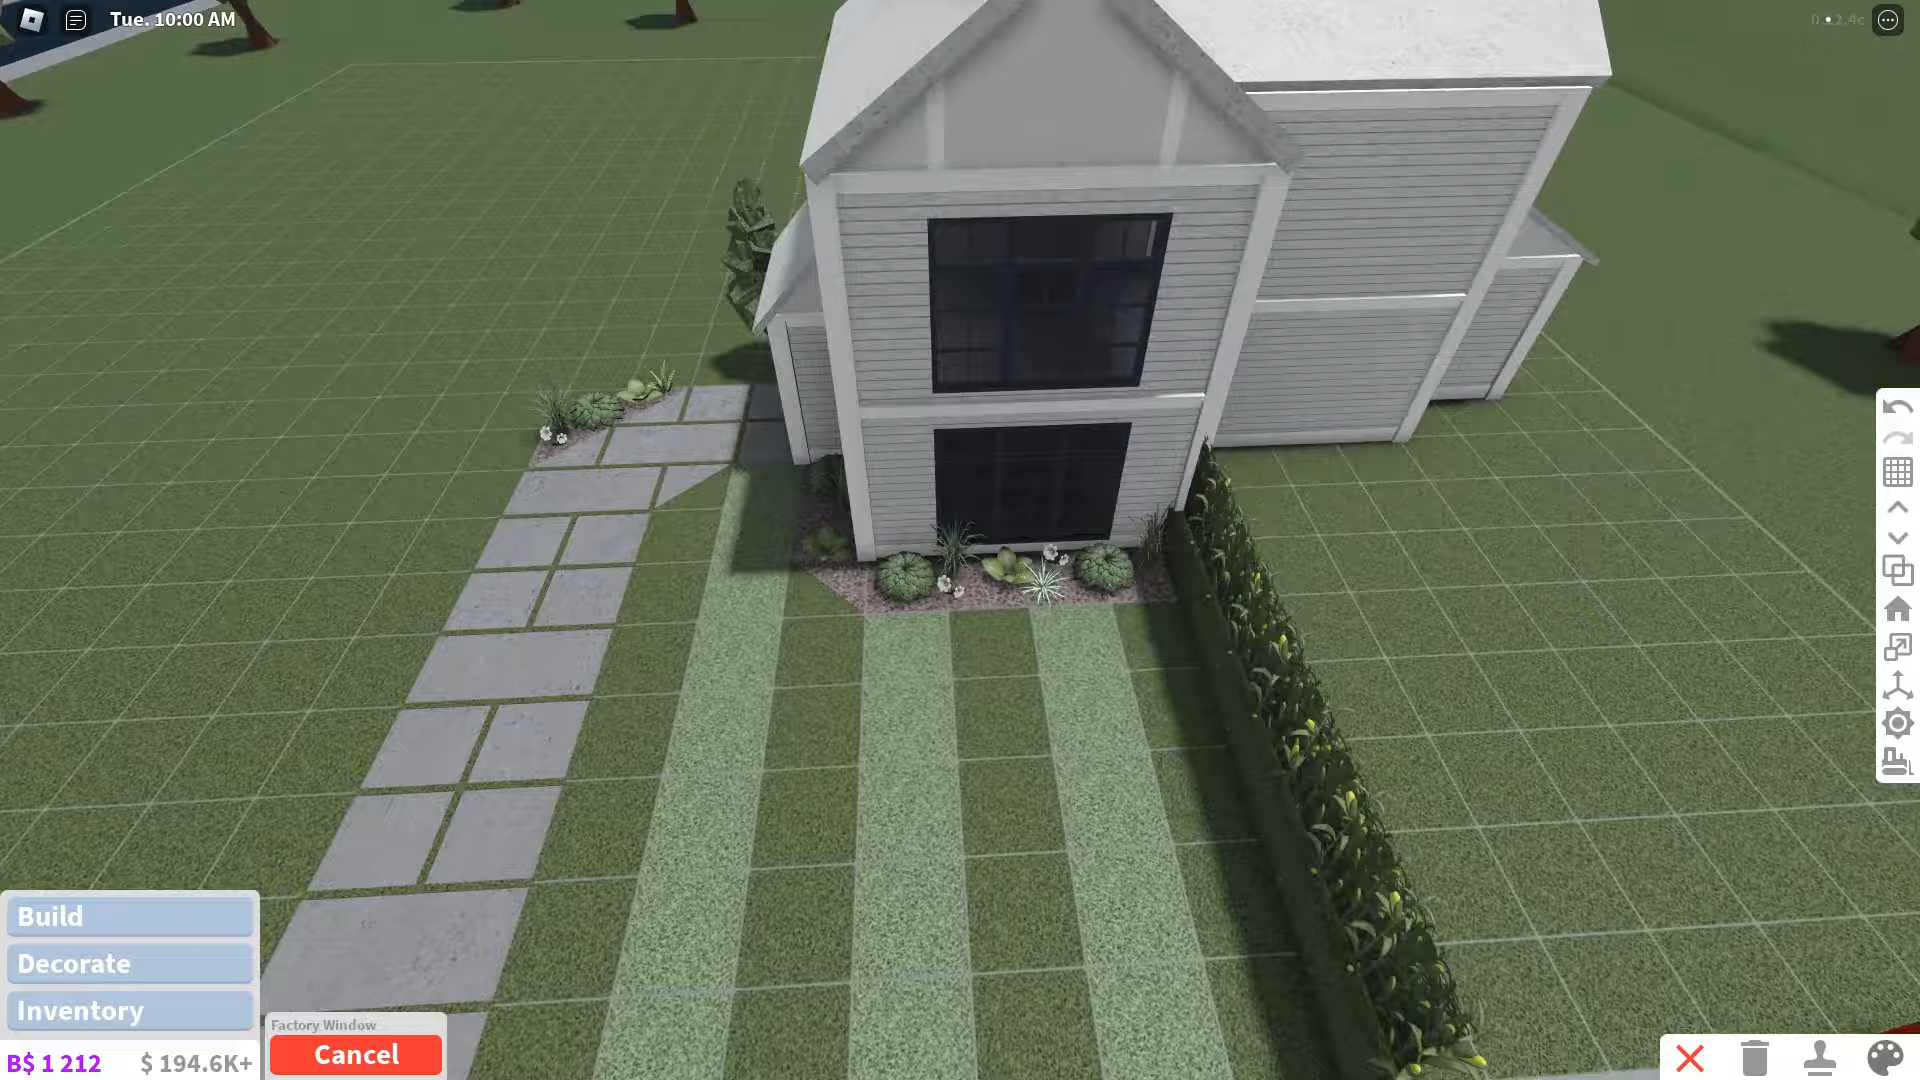 Tue. 10:00 AM
Build
Decorate
Inventory
B$ 1 212
$ 194.6K+
Factory Window
Cancel